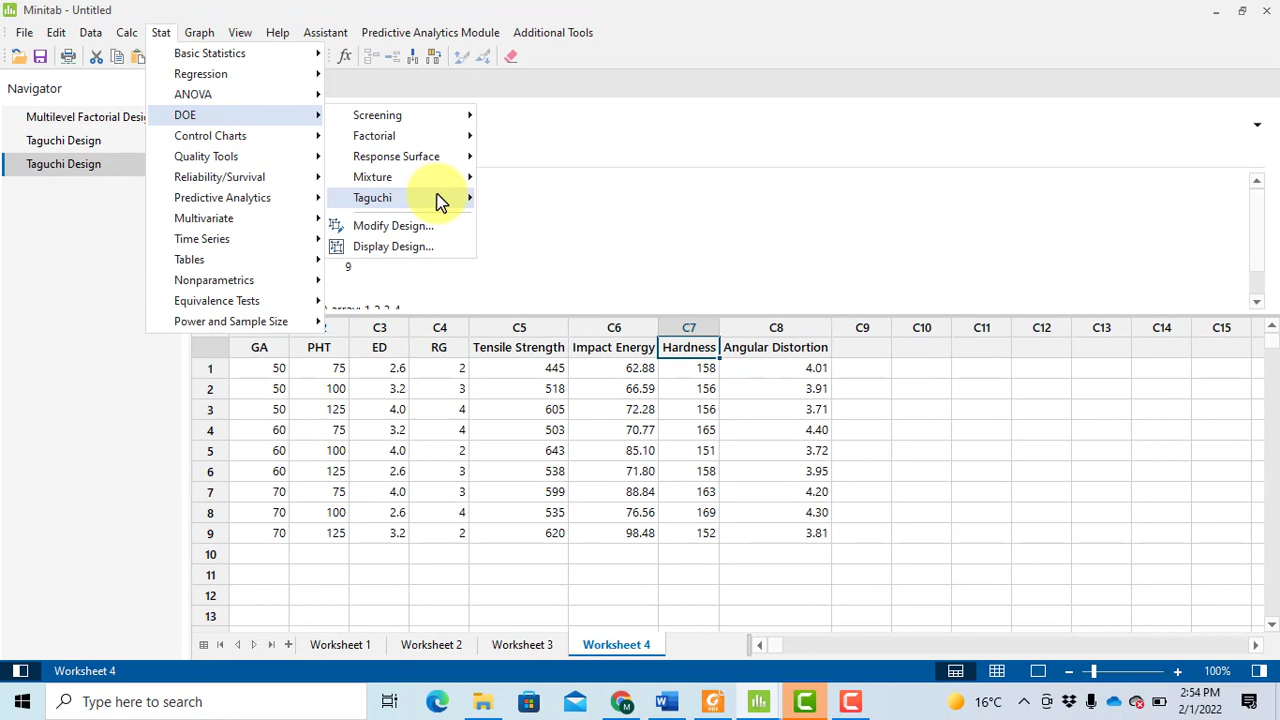 Minitab - Untitled
File Edit Data Calc Stat Graph View Help Assistant Predictive Analytics Module Additional Tools
Navigator
Multilevel Factorial Desi
Taguchi Design
Taguchi Design
Basic Statistics
Regression
ANOVA
DOE
Control Charts
Quality Tools
Reliability/Survival
Predictive Analytics
Multivariate
Time Series
Tables
Nonparametrics
Equivalence Tests
Power and Sample Size
Screening
Factorial
Response Surface
Mixture
Taguchi
Modify Design...
Display Design...
9
C3 C4 C5 C6 C7 C8 C9 C10 C11 C12 C13 C14 C15
GA PHT ED RG Tensile Strength Impact Energy Hardness Angular Distortion
1 50 75 2.6 2 445 62.88 158 4.01
2 50 100 3.2 3 518 66.59 156 3.91
3 50 125 4.0 4 605 72.28 156 3.71
4 60 75 3.2 4 503 70.77 165 4.40
5 60 100 4.0 2 643 85.10 151 3.72
6 60 125 2.6 3 538 71.80 158 3.95
7 70 75 4.0 3 599 88.84 163 4.20
8 70 100 2.6 4 535 76.56 169 4.30
9 70 125 3.2 2 620 98.48 152 3.81
10
11
12
13
Worksheet 1 Worksheet 2 Worksheet 3 Worksheet 4
Worksheet 4 100%
Type here to search 16°C 2:54 PM
2/1/2022